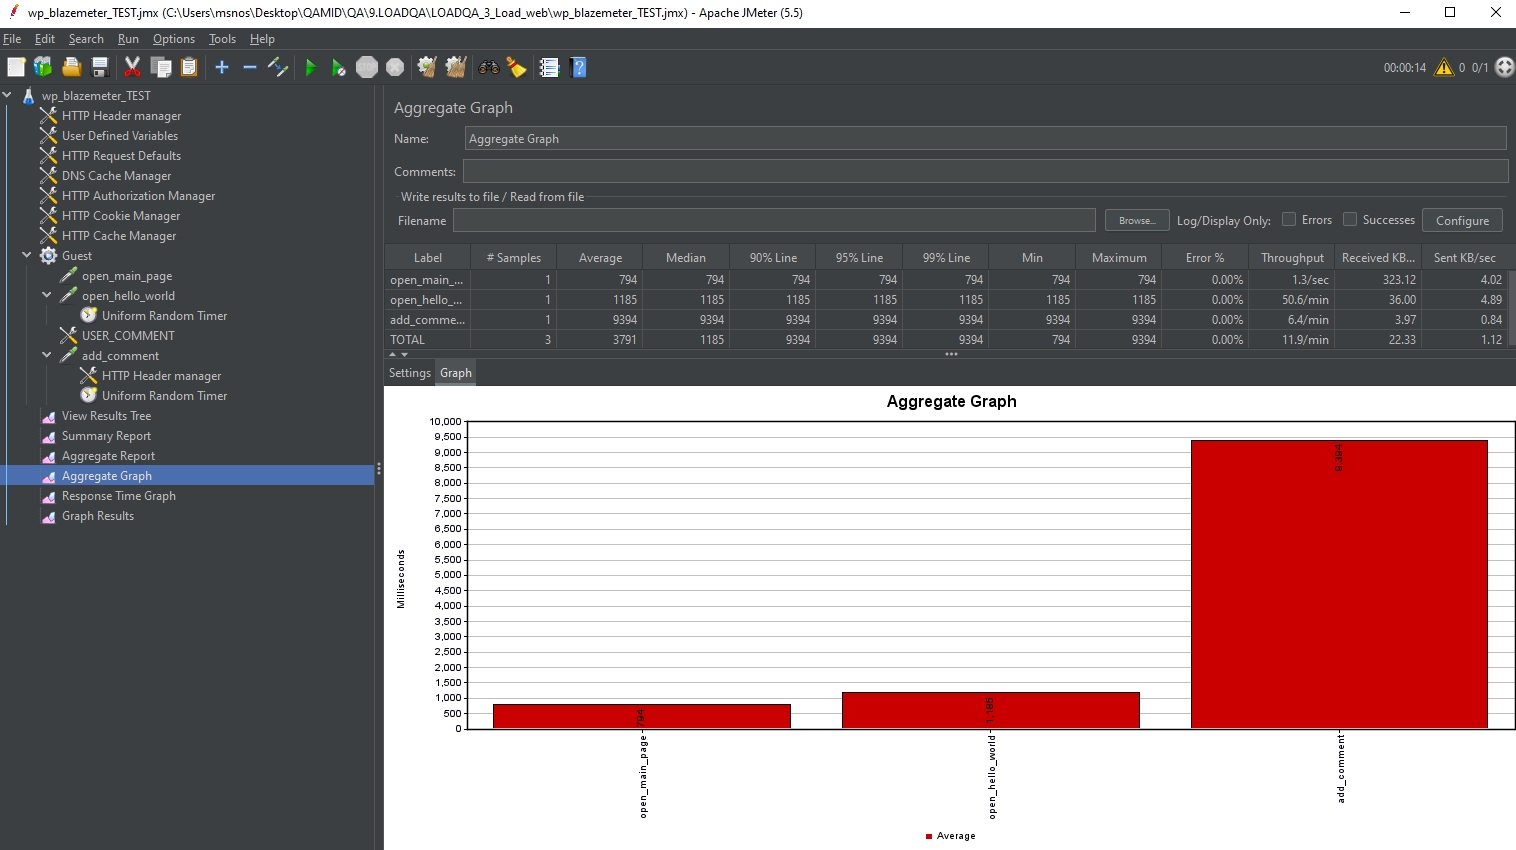 wp_blazemeter_TEST.jmx (C:\Users\msnos\Desktop\QAMID\QA\9.LOADQA\LOADQA_3_Load_web\wp_blazemeter_TEST.jmx) - Apache JMeter (5.5)
File Edit Search Run Options Tools Help
STOP ? 00:00:14 0 0/1
wp_blazemeter_TEST
HTTP Header manager
User Defined Variables
HTTP Request Defaults
DNS Cache Manager
HTTP Authorization Manager
HTTP Cookie Manager
HTTP Cache Manager
Guest
open_main_page
open_hello_world
Uniform Random Timer
USER_COMMENT
add_comment
HTTP Header manager
Uniform Random Timer
View Results Tree
Summary Report
Aggregate Report
Aggregate Graph
Response Time Graph
Graph Results
Aggregate Graph
Name: Aggregate Graph
Comments:
Write results to file / Read from file
Filename Browse... Log/Display Only: Errors Successes Configure
Label # Samples Average Median 90% Line 95% Line 99% Line Min Maximum Error % Throughput Received KB... Sent KB/sec
open_main_... 1 794 794 794 794 794 794 794 0.00% 1.3/sec 323.12 4.02
open_hello_... 1 1185 1185 1185 1185 1185 1185 1185 0.00% 50.6/min 36.00 4.89
add_comme... 1 9394 9394 9394 9394 9394 9394 9394 0.00% 6.4/min 3.97 0.84
TOTAL 3 3791 1185 9394 9394 9394 794 9394 0.00% 11.9/min 22.33 1.12
Settings Graph
Aggregate Graph
Milliseconds
10,000
9,500
9,000
8,500
8,000
7,500
7,000
6,500
6,000
5,500
5,000
4,500
4,000
3,500
3,000
2,500
2,000
1,500
1,000
500
0
794
1,185
9,394
open_main_page
open_hello_world
add_comment
Average